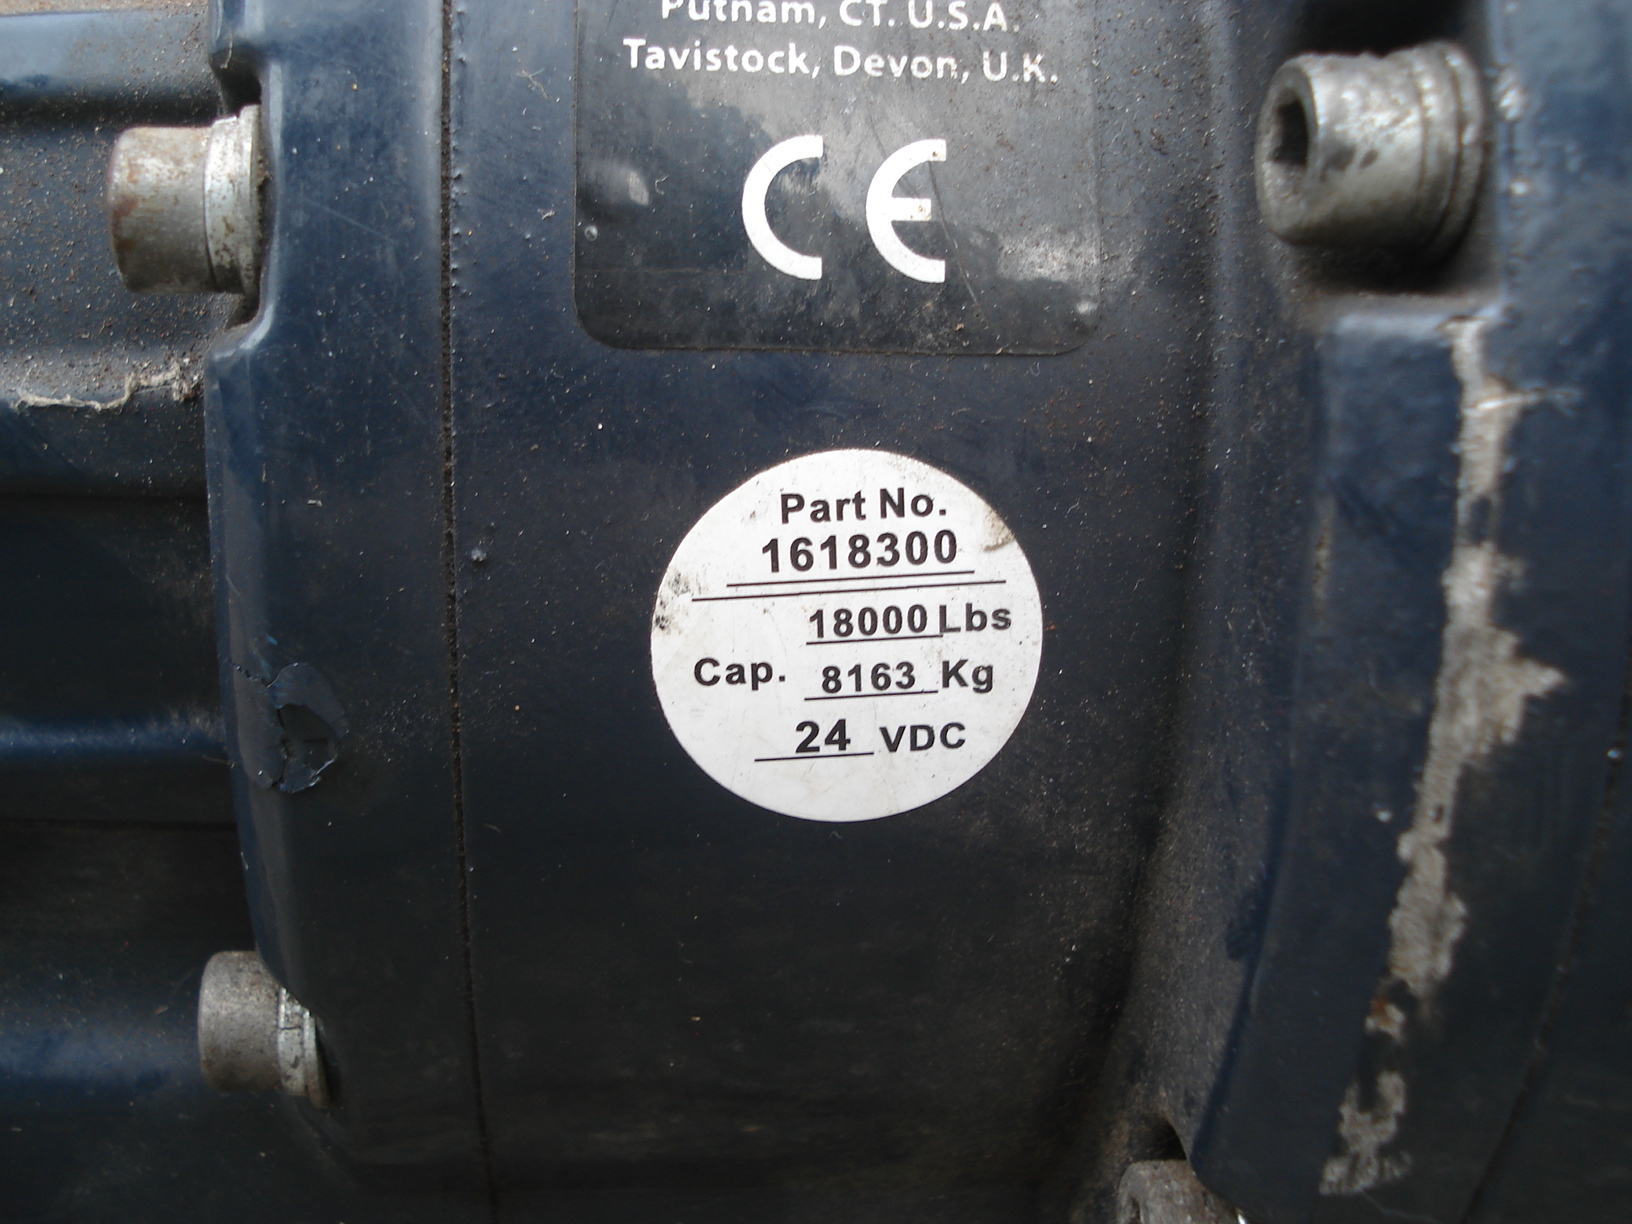 Putnam, CT. U.S.A.
Tavistock, Devon, U.K.
CE
Part No.
1618300
18000 Lbs
Cap. 8163 Kg
24 VDC